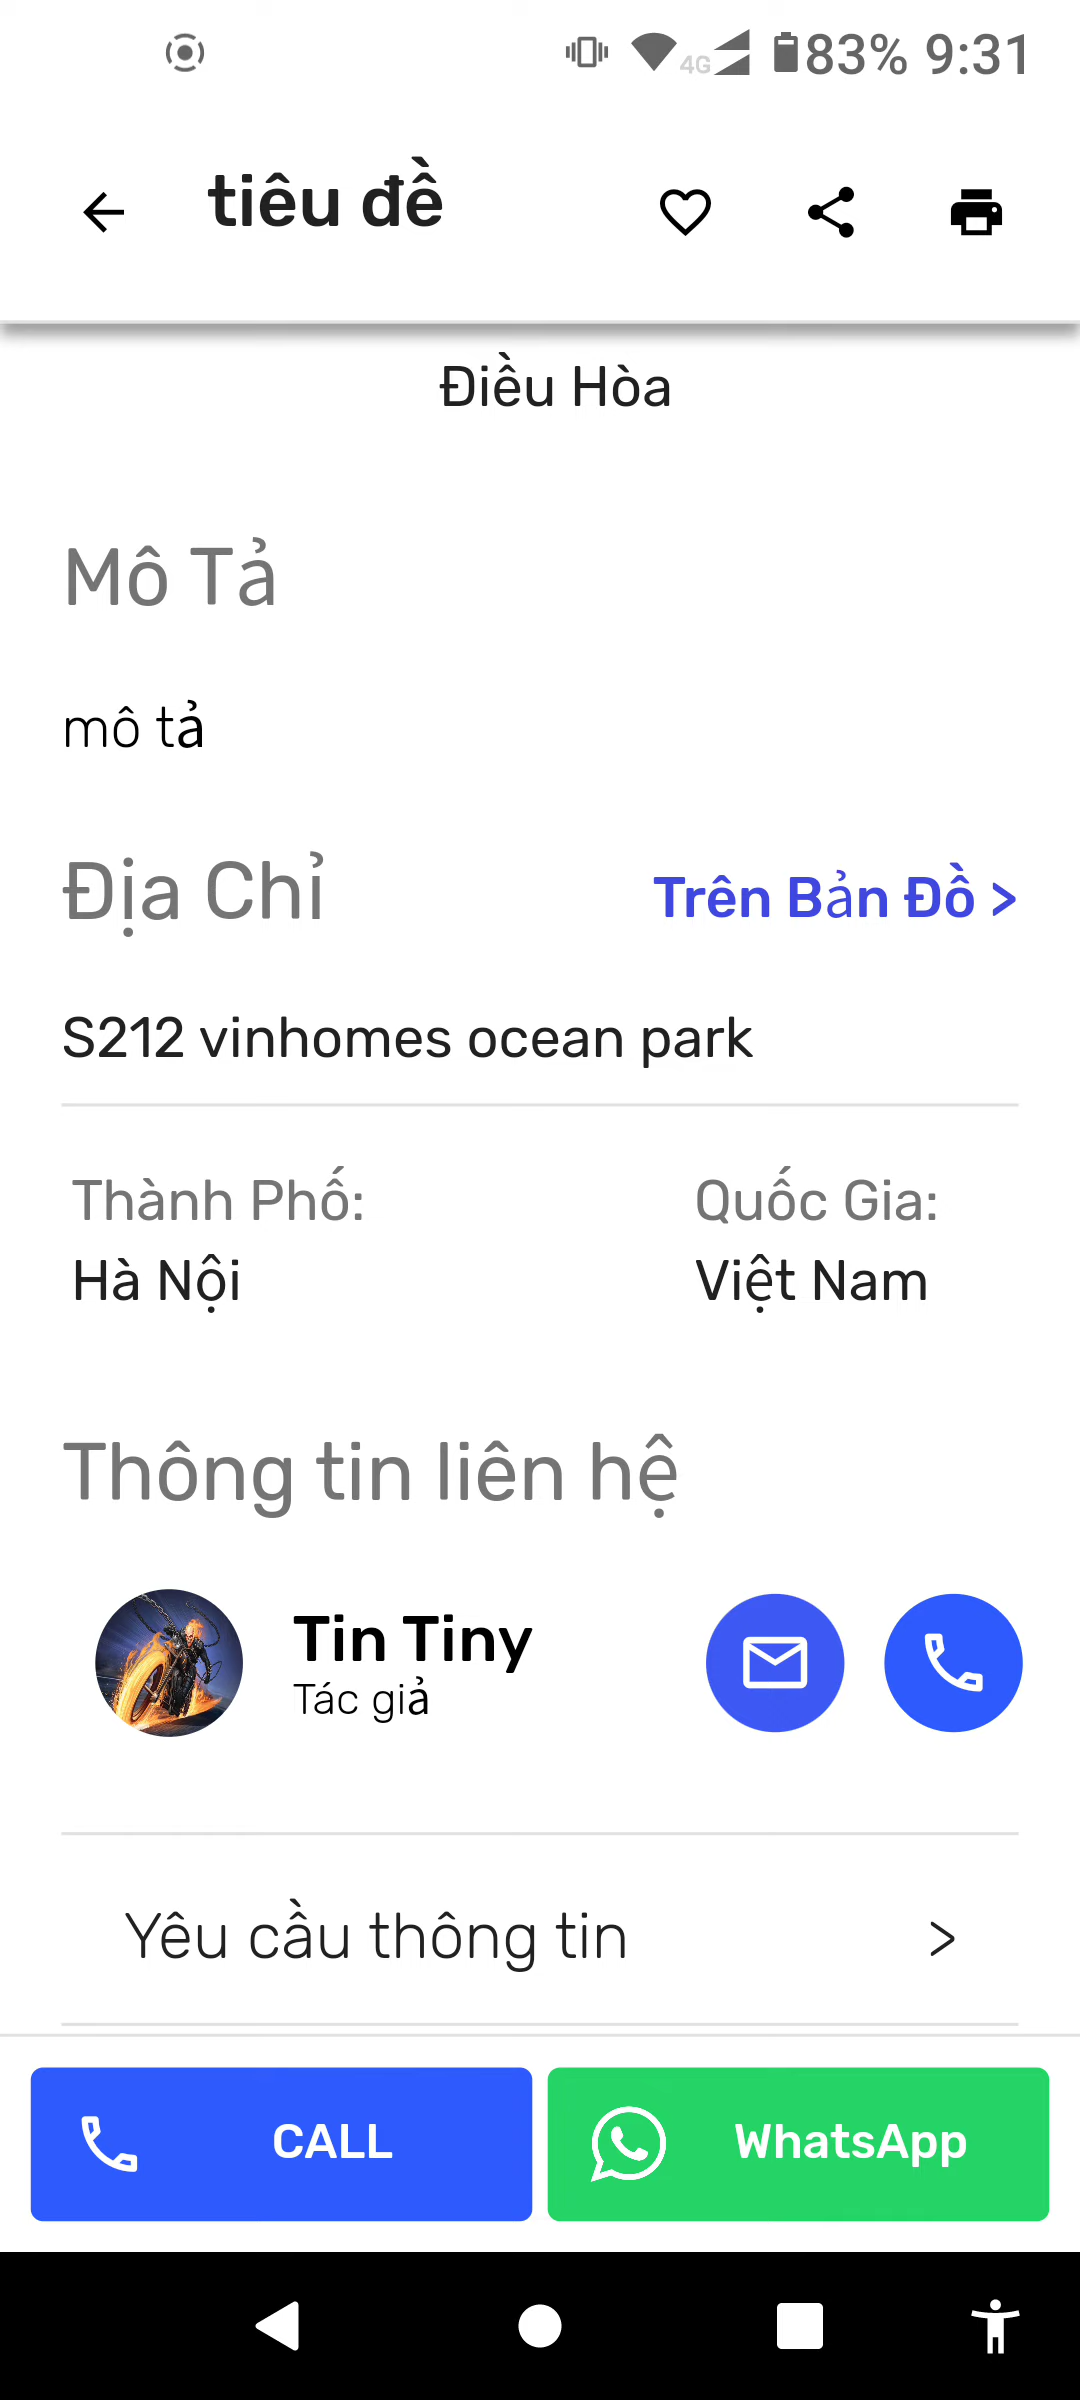 4G 83% 9:31
tiêu đề
Điều Hòa
Mô Tả
mô tả
Địa Chỉ
Trên Bản Đồ >
S212 vinhomes ocean park
Thành Phố:
Quốc Gia:
Hà Nội
Việt Nam
Thông tin liên hệ
Tin Tiny
Tác giả
Yêu cầu thông tin >
CALL
WhatsApp